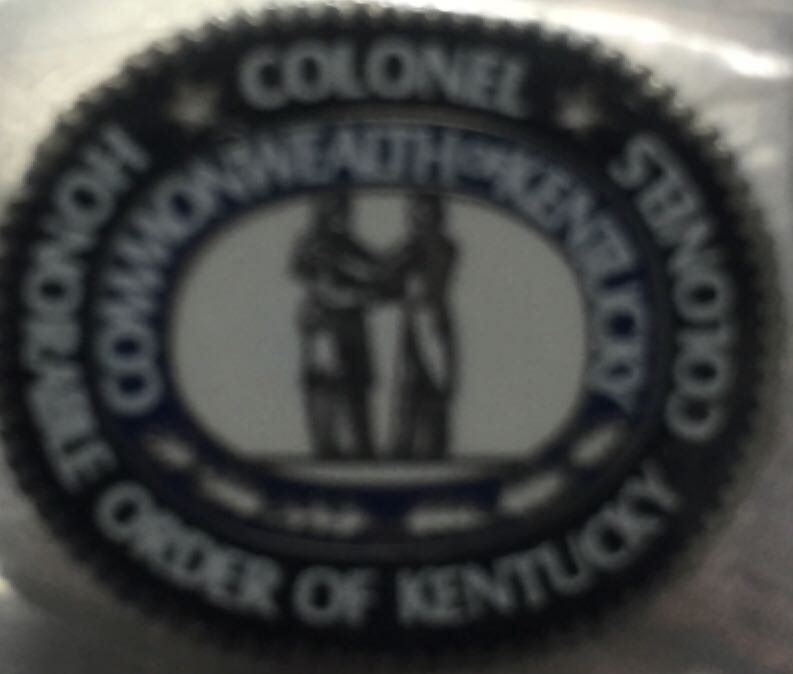 COLONEL
HONORABLE ORDER OF KENTUCKY COLONELS
COMMONWEALTH OF KENTUCKY